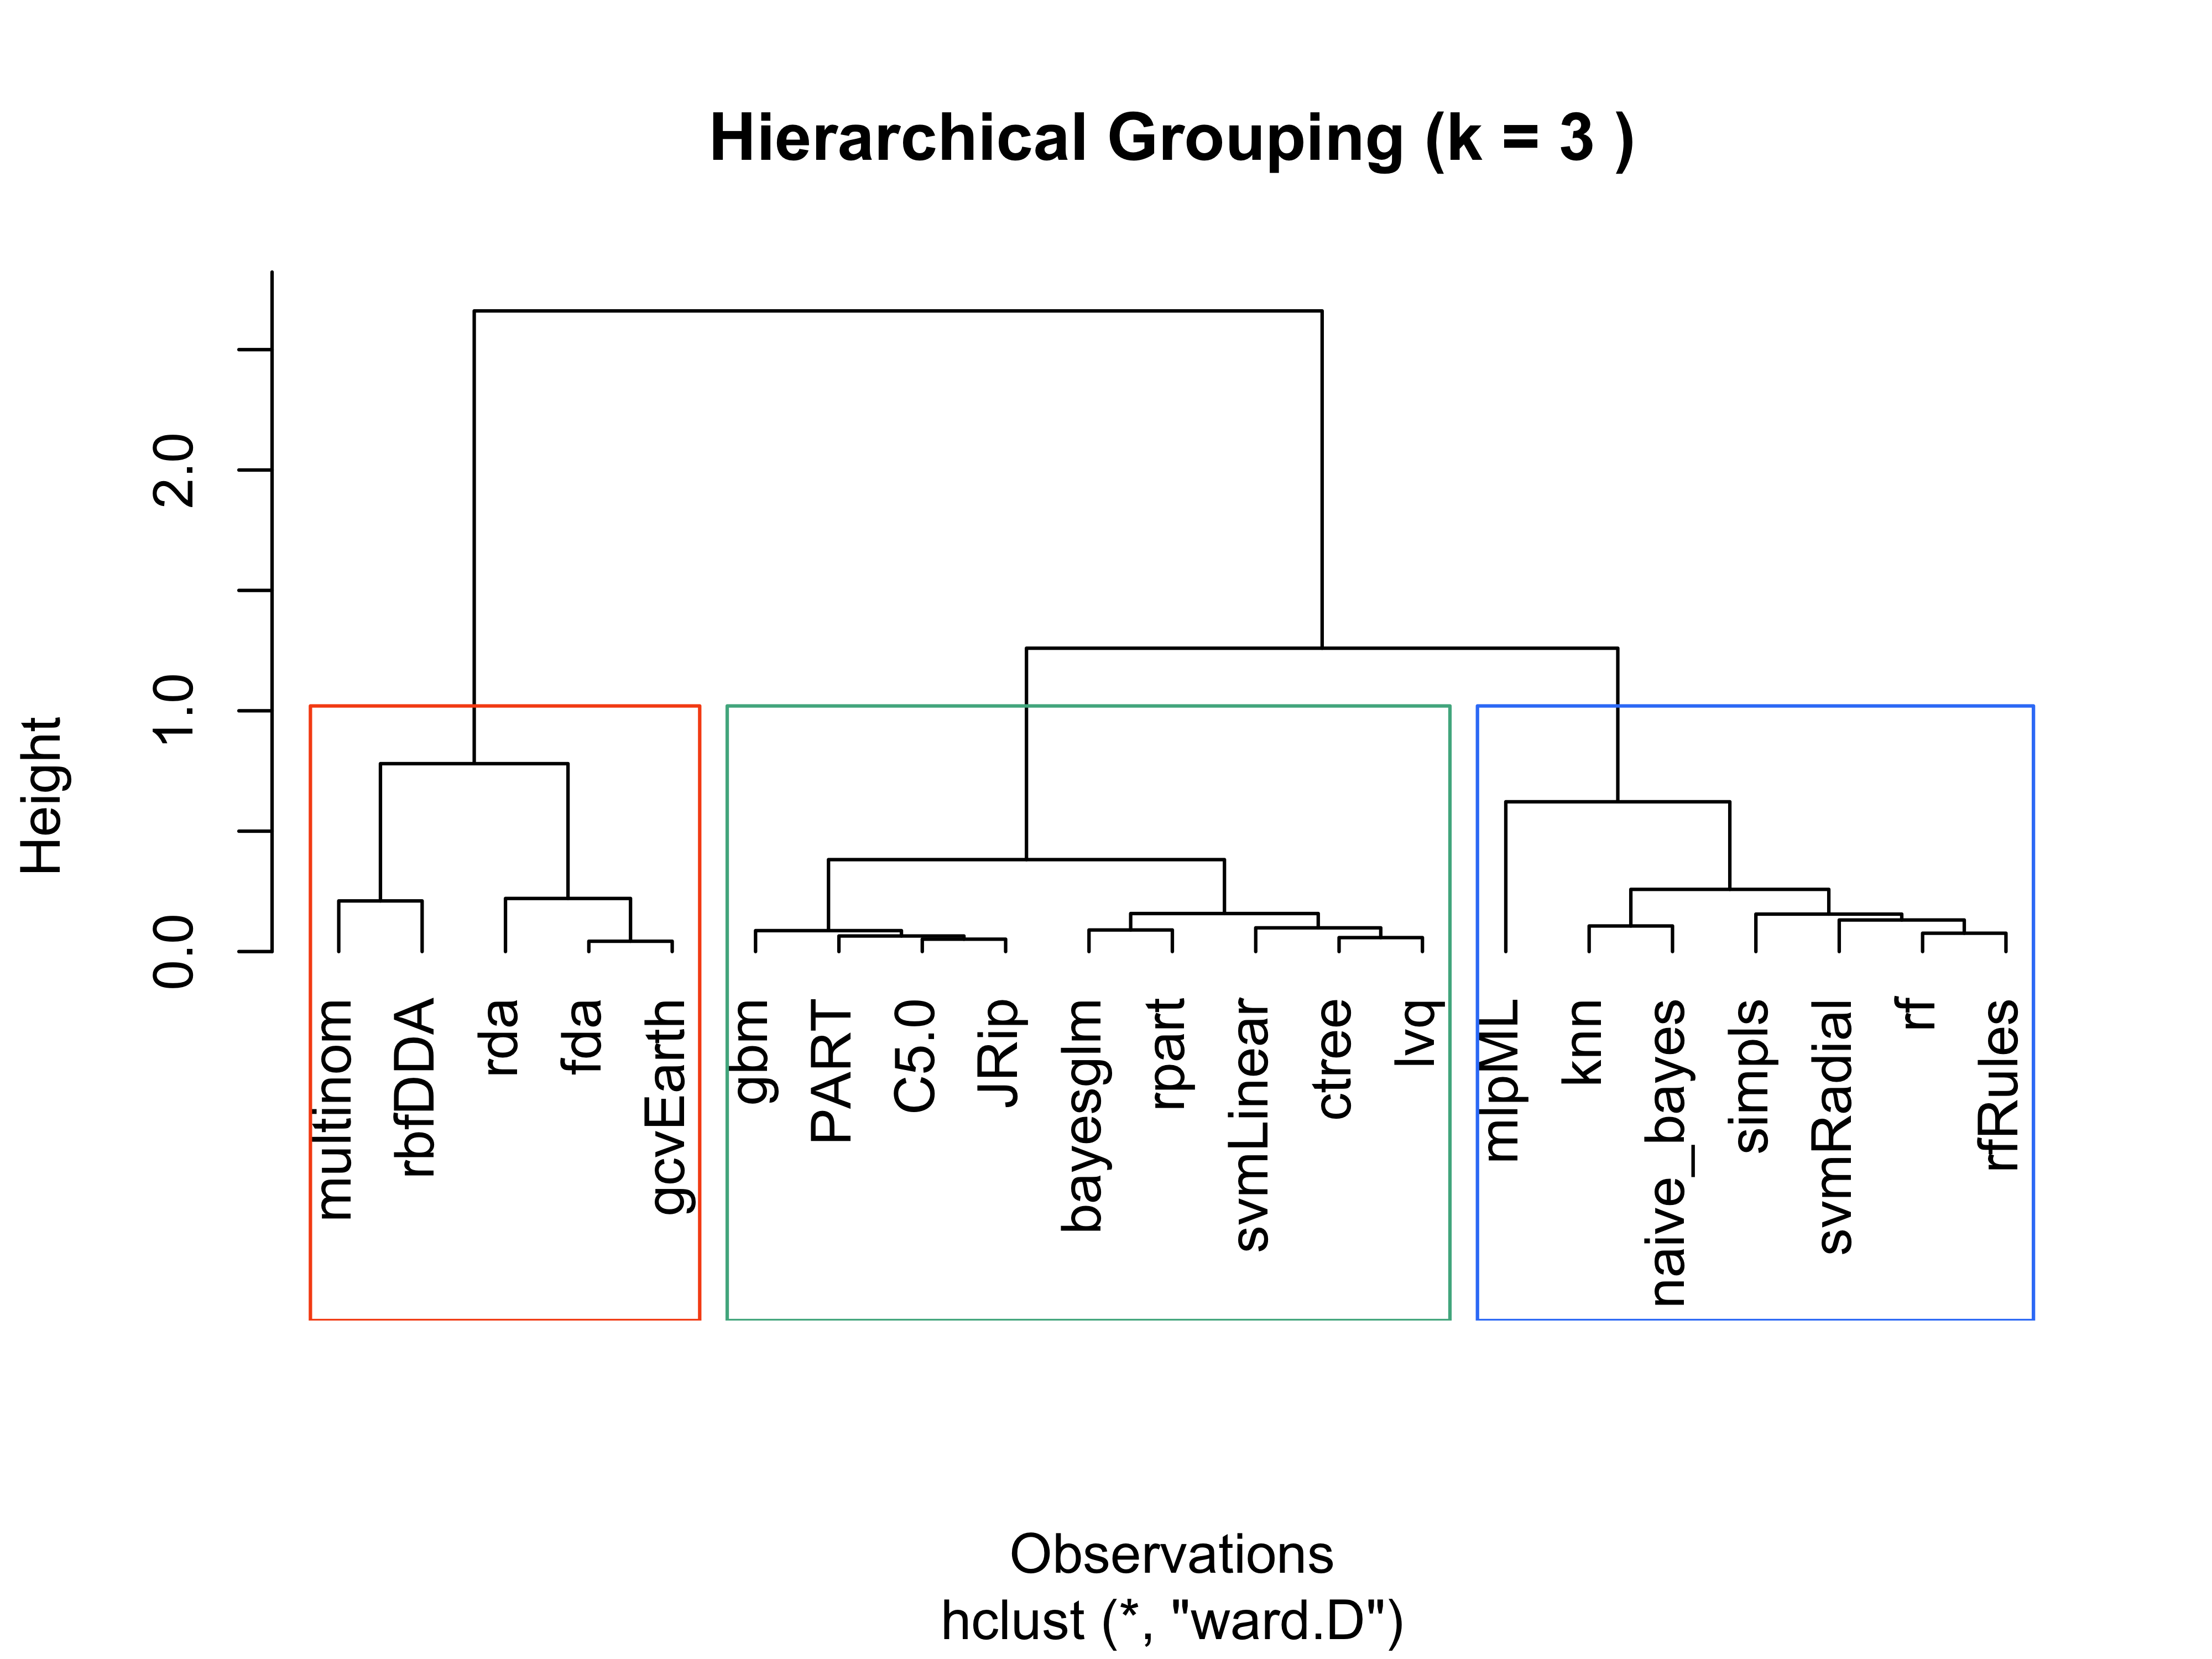 Hierarchical Grouping (k = 3 )
Height
2.0
1.0
0.0
multinom
rbfDDA
rda
fda
gcvEarth
gbm
PART
C5.0
JRip
bayesglm
rpart
svmLinear
ctree
lvq
mlpML
knn
naive_bayes
simpls
svmRadial
rf
rfRules
Observations
hclust (*, "ward.D")